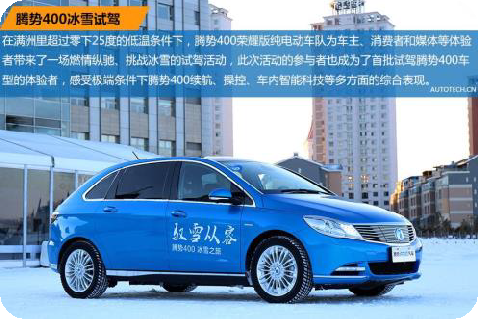 腾势400冰雪试驾
在满州里超过零下25度的低温条件下，腾势400荣耀版纯电动车队为车主、消费者和媒体等体验
者带来了一场燃情纵驰、挑战冰雪的试驾活动，此次活动的参与者也成为了首批试驾腾势400车
型的体验者，感受极端条件下腾势400续航、操控、车内智能科技等多方面的综合表现。
AUTOTECH.CN
驭雪从容
腾势400 冰雪之旅